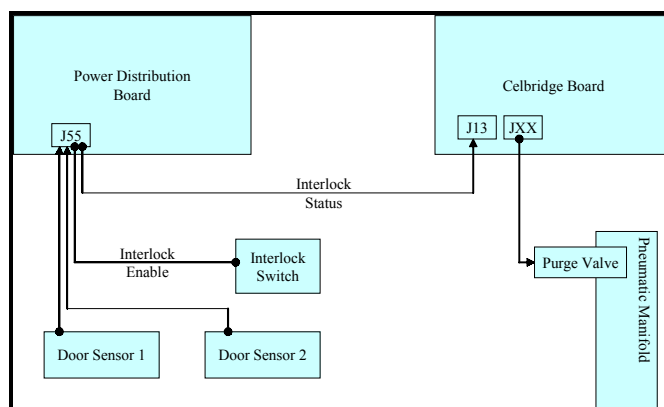 Power Distribution
Board
J55
Celbridge Board
J13
JXX
Interlock
Status
Interlock
Enable
Interlock
Switch
Purge Valve
Pneumatic Manifold
Door Sensor 1
Door Sensor 2